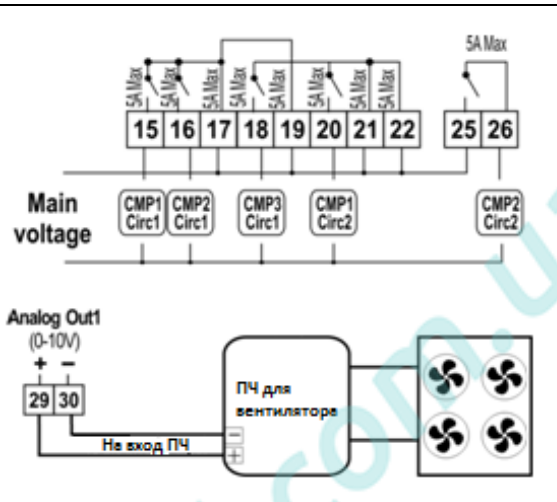 5A Max
5A Max 5A Max 5A Max 5A Max 5A Max 5A Max 5A Max 5A Max
15 16 17 18 19 20 21 22 25 26
Main voltage
CMP1 Circ1
CMP2 Circ1
CMP3 Circ1
CMP1 Circ2
CMP2 Circ2
Analog Out1
(0-10V)
+ −
29 30
На вход ПЧ
− +
ПЧ для
вентилятора
com.u